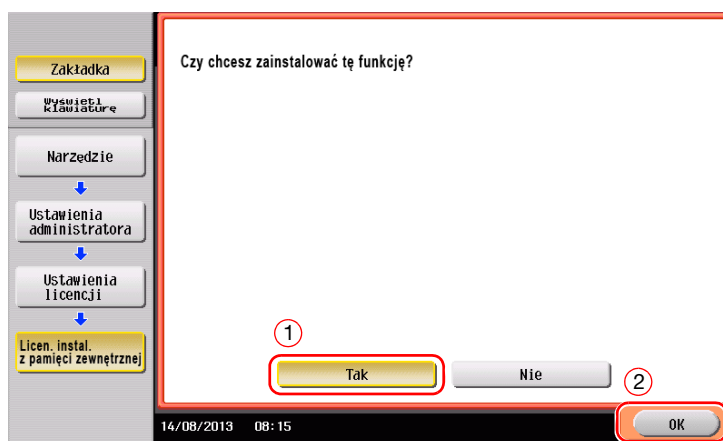 Zakładka
Wyświetl
klawiaturę
Narzędzie
Ustawienia
administratora
Ustawienia
licencji
Licen. instal.
z pamięci zewnętrznej
Czy chcesz zainstalować tę funkcję?
1
Tak
Nie
2
14/08/2013 08:15
OK